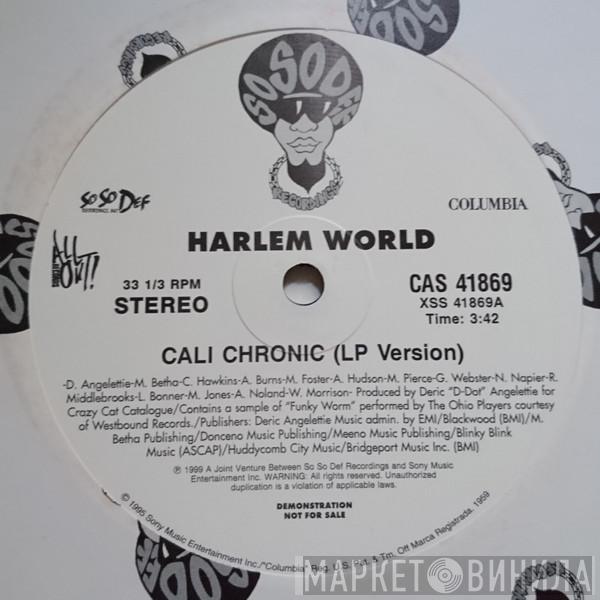 SO SO DEF
RECORDINGS
SO SO DEF
RECORDINGS, INC.
COLUMBIA
HARLEM WORLD
ALL OUT!
RECORDS
33 1/3 RPM
STEREO
CAS 41869
XSS 41869A
Time: 3:42
CALI CHRONIC (LP Version)
-D. Angelettie-M. Betha-C. Hawkins-A. Burns-M. Foster-A. Hudson-M. Pierce-G. Webster-N. Napier-R.
Middlebrooks-L. Bonner-M. Jones-A. Noland-W. Morrison- Produced by Deric "D-Dot" Angelettie for
Crazy Cat Catalogue/Contains a sample of "Funky Worm" performed by The Ohio Players courtesy
of Westbound Records./Publishers: Deric Angelettie Music admin. by EMI/Blackwood (BMI)/M.
Betha Publishing/Donceno Music Publishing/Meeno Music Publishing/Blinky Blink
Music (ASCAP)/Huddycomb City Music/Bridgeport Music Inc. (BMI)
℗ 1999 A Joint Venture Between So So Def Recordings and Sony Music
Entertainment Inc. WARNING: All rights reserved. Unauthorized
duplication is a violation of applicable laws.
DEMONSTRATION
NOT FOR SALE
© 1995 Sony Music Entertainment Inc./"Columbia" Reg. U.S. Pat. & Tm. Off Marca Registrada. 1959
МАРКЕТ ВИНИЛА